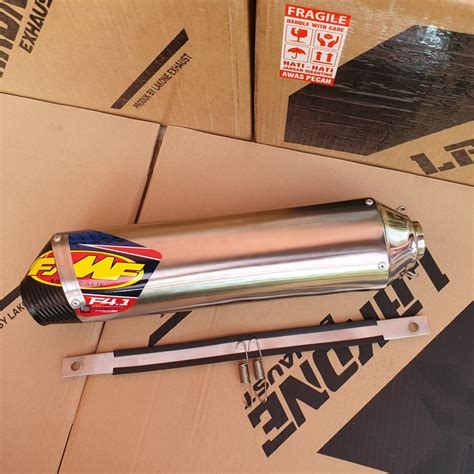 LAKONE
EXHAUST
PRODUK BY LAKONE EXHAUST
FRAGILE
HANDLE WITH CARE
HATI - HATI
JANGAN DIBANTING
AWAS PECAH
FMF
F4.1
LAKONE
EXHAUST